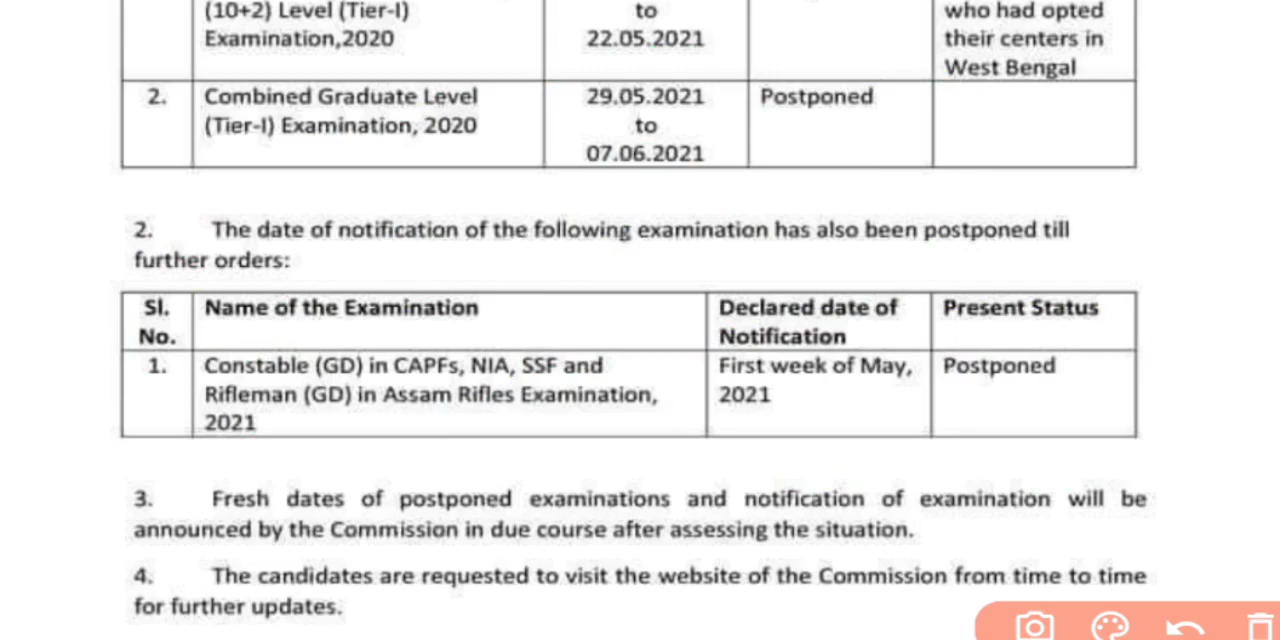 (10+2) Level (Tier-I) to who had opted
Examination,2020 22.05.2021 their centers in
West Bengal
2. Combined Graduate Level 29.05.2021 Postponed
(Tier-I) Examination, 2020 to
07.06.2021
2. The date of notification of the following examination has also been postponed till
further orders:
Sl. Name of the Examination Declared date of Present Status
No. Notification
1. Constable (GD) in CAPFs, NIA, SSF and First week of May, Postponed
Rifleman (GD) in Assam Rifles Examination, 2021
2021
3. Fresh dates of postponed examinations and notification of examination will be
announced by the Commission in due course after assessing the situation.
4. The candidates are requested to visit the website of the Commission from time to time
for further updates.